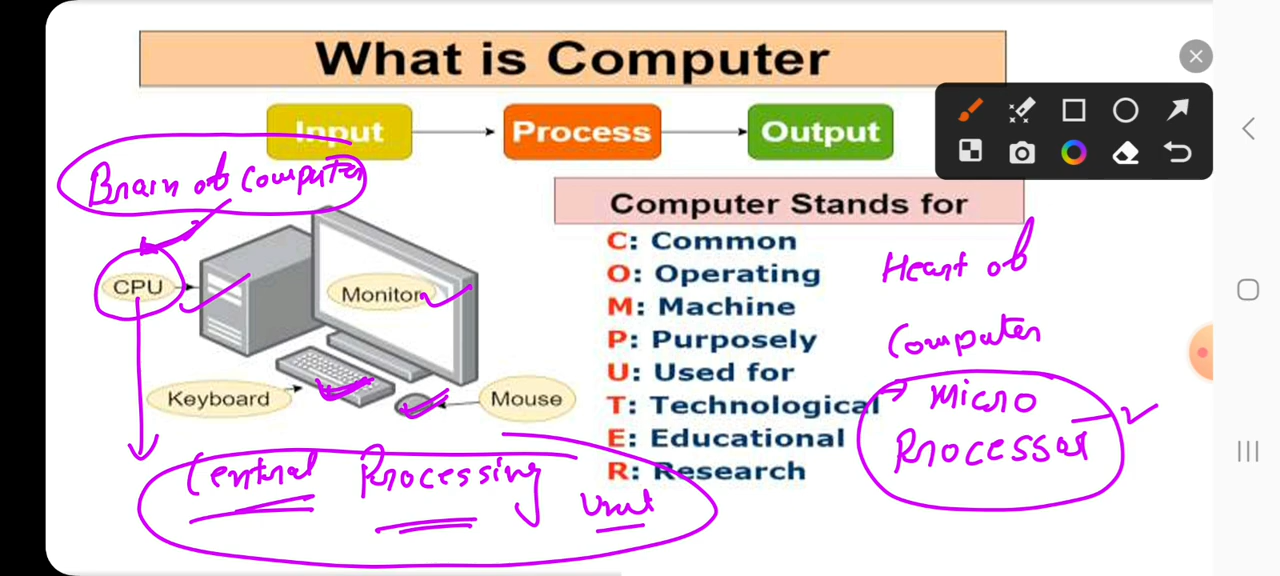 What is Computer
Input Process Output
Brain of Computer
Computer Stands for
C: Common
O: Operating
M: Machine
P: Purposely
U: Used for
T: Technological
E: Educational
R: Research
CPU
Monitor
Keyboard
Mouse
Central Processing Unit
Heart of
Computer
Micro
Processor